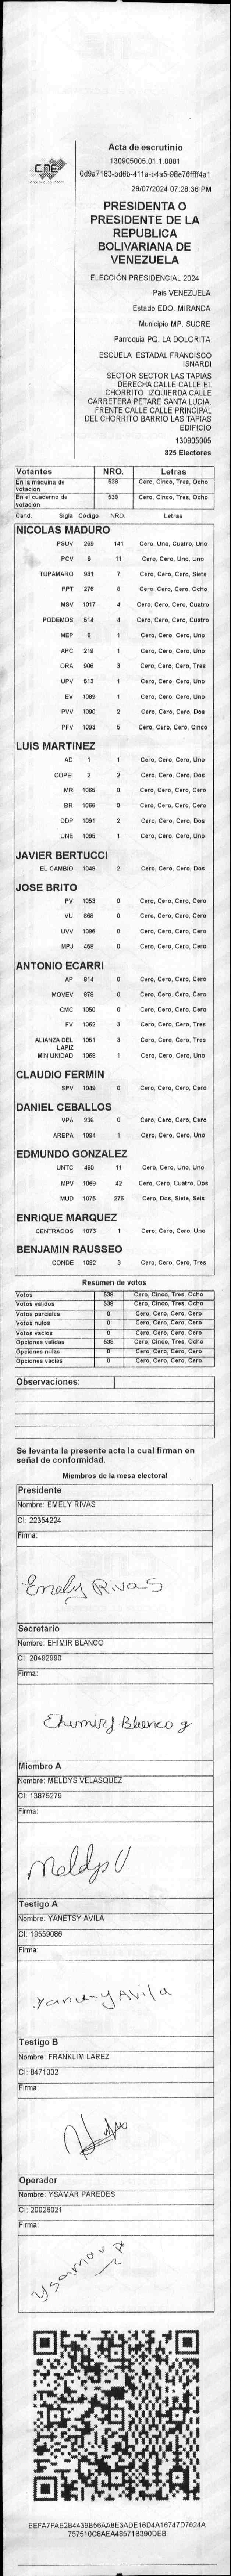 CNE
Acta de escrutinio
130905005.01.1.0001
0d9a7183-bd6b-411a-b4a5-98e76ffff4a1
28/07/2024 07:28:36 PM
PRESIDENTA O
PRESIDENTE DE LA
REPUBLICA
BOLIVARIANA DE
VENEZUELA
ELECCIÓN PRESIDENCIAL 2024
Pais VENEZUELA
Estado EDO. MIRANDA
Municipio MP. SUCRE
Parroquia PQ. LA DOLORITA
ESCUELA ESTADAL FRANCISCO
ISNARDI
SECTOR SECTOR LAS TAPIAS
DERECHA CALLE CALLE EL
CHORRITO. IZQUIERDA CALLE
CARRETERA PETARE SANTA LUCIA.
FRENTE CALLE CALLE PRINCIPAL
DEL CHORRITO BARRIO LAS TAPIAS
EDIFICIO
130905005
825 Electores
Votantes NRO. Letras
En la máquina de votación 538 Cero, Cinco, Tres, Ocho
En el cuaderno de votación 538 Cero, Cinco, Tres, Ocho
Cand. Sigla Código NRO. Letras
NICOLAS MADURO
PSUV 269 141 Cero, Uno, Cuatro, Uno
PCV 9 11 Cero, Cero, Uno, Uno
TUPAMARO 931 7 Cero, Cero, Cero, Siete
PPT 276 8 Cero, Cero, Cero, Ocho
MSV 1017 4 Cero, Cero, Cero, Cuatro
PODEMOS 514 4 Cero, Cero, Cero, Cuatro
MEP 6 1 Cero, Cero, Cero, Uno
APC 219 1 Cero, Cero, Cero, Uno
ORA 906 3 Cero, Cero, Cero, Tres
UPV 513 1 Cero, Cero, Cero, Uno
EV 1089 1 Cero, Cero, Cero, Uno
PVV 1090 2 Cero, Cero, Cero, Dos
PFV 1093 5 Cero, Cero, Cero, Cinco
LUIS MARTINEZ
AD 1 1 Cero, Cero, Cero, Uno
COPEI 2 2 Cero, Cero, Cero, Dos
MR 1065 0 Cero, Cero, Cero, Cero
BR 1066 0 Cero, Cero, Cero, Cero
DDP 1091 2 Cero, Cero, Cero, Dos
UNE 1095 1 Cero, Cero, Cero, Uno
JAVIER BERTUCCI
EL CAMBIO 1048 2 Cero, Cero, Cero, Dos
JOSE BRITO
PV 1053 0 Cero, Cero, Cero, Cero
VU 868 0 Cero, Cero, Cero, Cero
UVV 1096 0 Cero, Cero, Cero, Cero
MPJ 458 0 Cero, Cero, Cero, Cero
ANTONIO ECARRI
AP 814 0 Cero, Cero, Cero, Cero
MOVEV 878 0 Cero, Cero, Cero, Cero
CMC 1050 0 Cero, Cero, Cero, Cero
FV 1062 3 Cero, Cero, Cero, Tres
ALIANZA DEL LAPIZ 1051 3 Cero, Cero, Cero, Tres
MIN UNIDAD 1068 1 Cero, Cero, Cero, Uno
CLAUDIO FERMIN
SPV 1049 0 Cero, Cero, Cero, Cero
DANIEL CEBALLOS
VPA 236 0 Cero, Cero, Cero, Cero
AREPA 1094 1 Cero, Cero, Cero, Uno
EDMUNDO GONZALEZ
UNTC 460 11 Cero, Cero, Uno, Uno
MPV 1069 42 Cero, Cero, Cuatro, Dos
MUD 1075 276 Cero, Dos, Siete, Seis
ENRIQUE MARQUEZ
CENTRADOS 1073 1 Cero, Cero, Cero, Uno
BENJAMIN RAUSSEO
CONDE 1092 3 Cero, Cero, Cero, Tres
Resumen de votos
Votos 538 Cero, Cinco, Tres, Ocho
Votos validos 538 Cero, Cinco, Tres, Ocho
Votos parciales 0 Cero, Cero, Cero, Cero
Votos nulos 0 Cero, Cero, Cero, Cero
Votos vacíos 0 Cero, Cero, Cero, Cero
Opciones validas 538 Cero, Cinco, Tres, Ocho
Opciones nulas 0 Cero, Cero, Cero, Cero
Opciones vacias 0 Cero, Cero, Cero, Cero
Observaciones:
Se levanta la presente acta la cual firman en
señal de conformidad.
Miembros de la mesa electoral
Presidente
Nombre: EMELY RIVAS
CI: 22354224
Firma:
Emely Rivas
Secretario
Nombre: EHIMIR BLANCO
CI: 20492990
Firma:
Ehimirf Blanco g
Miembro A
Nombre: MELDYS VELASQUEZ
CI: 13875279
Firma:
Meldys V.
Testigo A
Nombre: YANETSY AVILA
CI: 19559086
Firma:
Yanetsy Avila
Testigo B
Nombre: FRANKLIM LAREZ
CI: 8471002
Firma:
Operador
Nombre: YSAMAR PAREDES
CI: 20026021
Firma:
Ysamar P
EEFA7FAE2B4439B56AA8E3ADE16D4A16747D7624A
757510C8AEA48571B390DEB